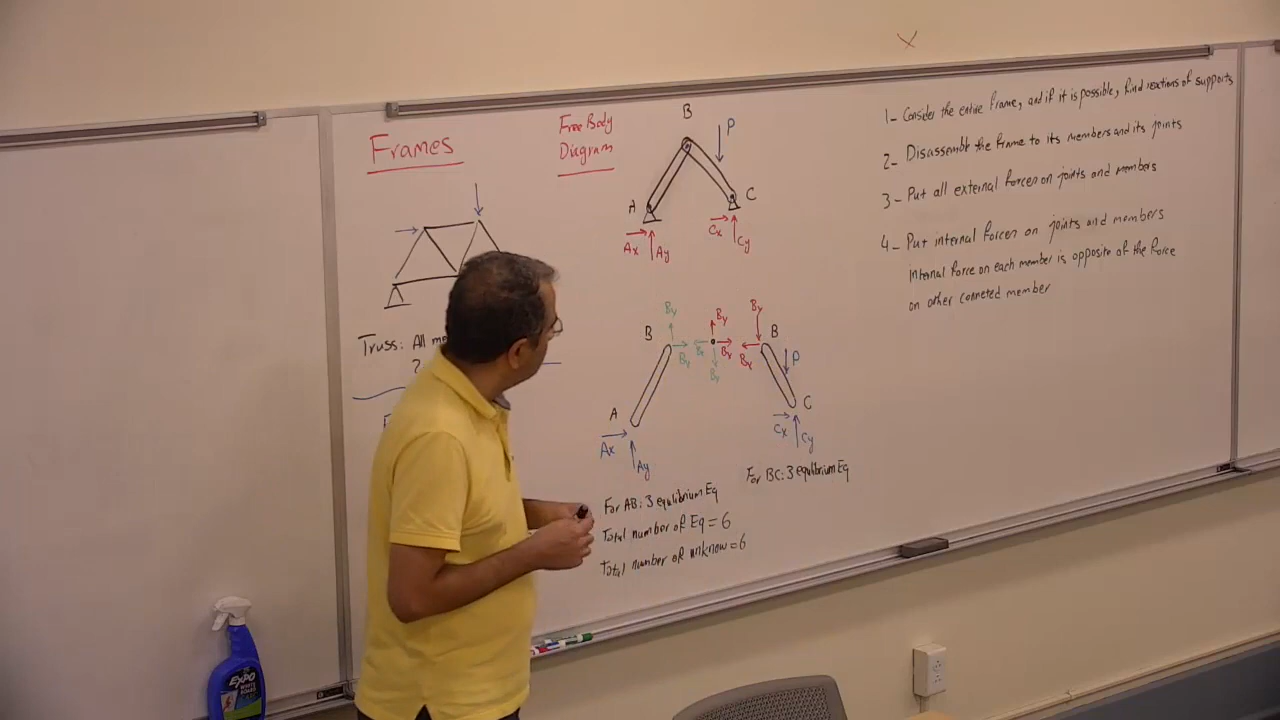 Frames
Truss: All
2
Free Body
Diagram
B
P
A
C
Ax
Ay
Cx
Cy
By
B
Bx
Bx
By
By
Bx
By
Bx
B
P
A
Ax
Ay
C
Cx
Cy
For AB: 3 equilibrium Eq
For BC: 3 equlibrium Eq
Total number of Eq = 6
Total number of unknow = 6
1- Consider the entire frame, and if it is possible, find reactions of supports
2- Disassemble the frame to its members and its joints
3- Put all external forces on joints and members
4- Put internal forces on joints and members
internal force on each member is opposite of the force
on other conneted member
EXPO
WHITE BOARD